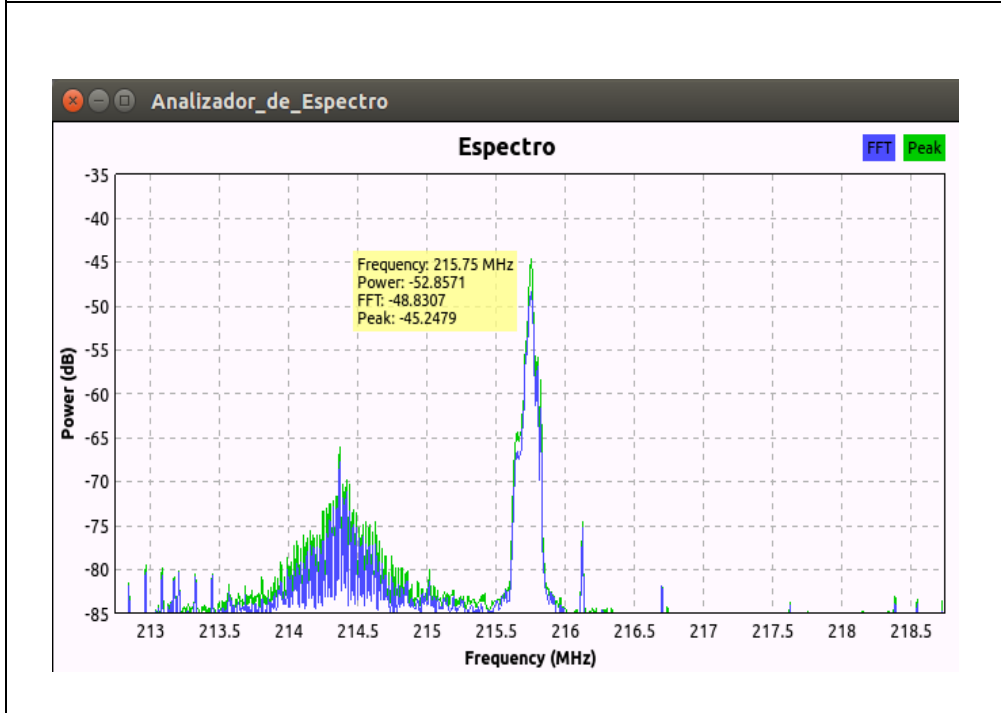 Analizador_de_Espectro
Espectro
FFT Peak
-35
-40
-45
-50
-55
-60
-65
-70
-75
-80
-85
Power (dB)
Frequency: 215.75 MHz
Power: -52.8571
FFT: -48.8307
Peak: -45.2479
213 213.5 214 214.5 215 215.5 216 216.5 217 217.5 218 218.5
Frequency (MHz)